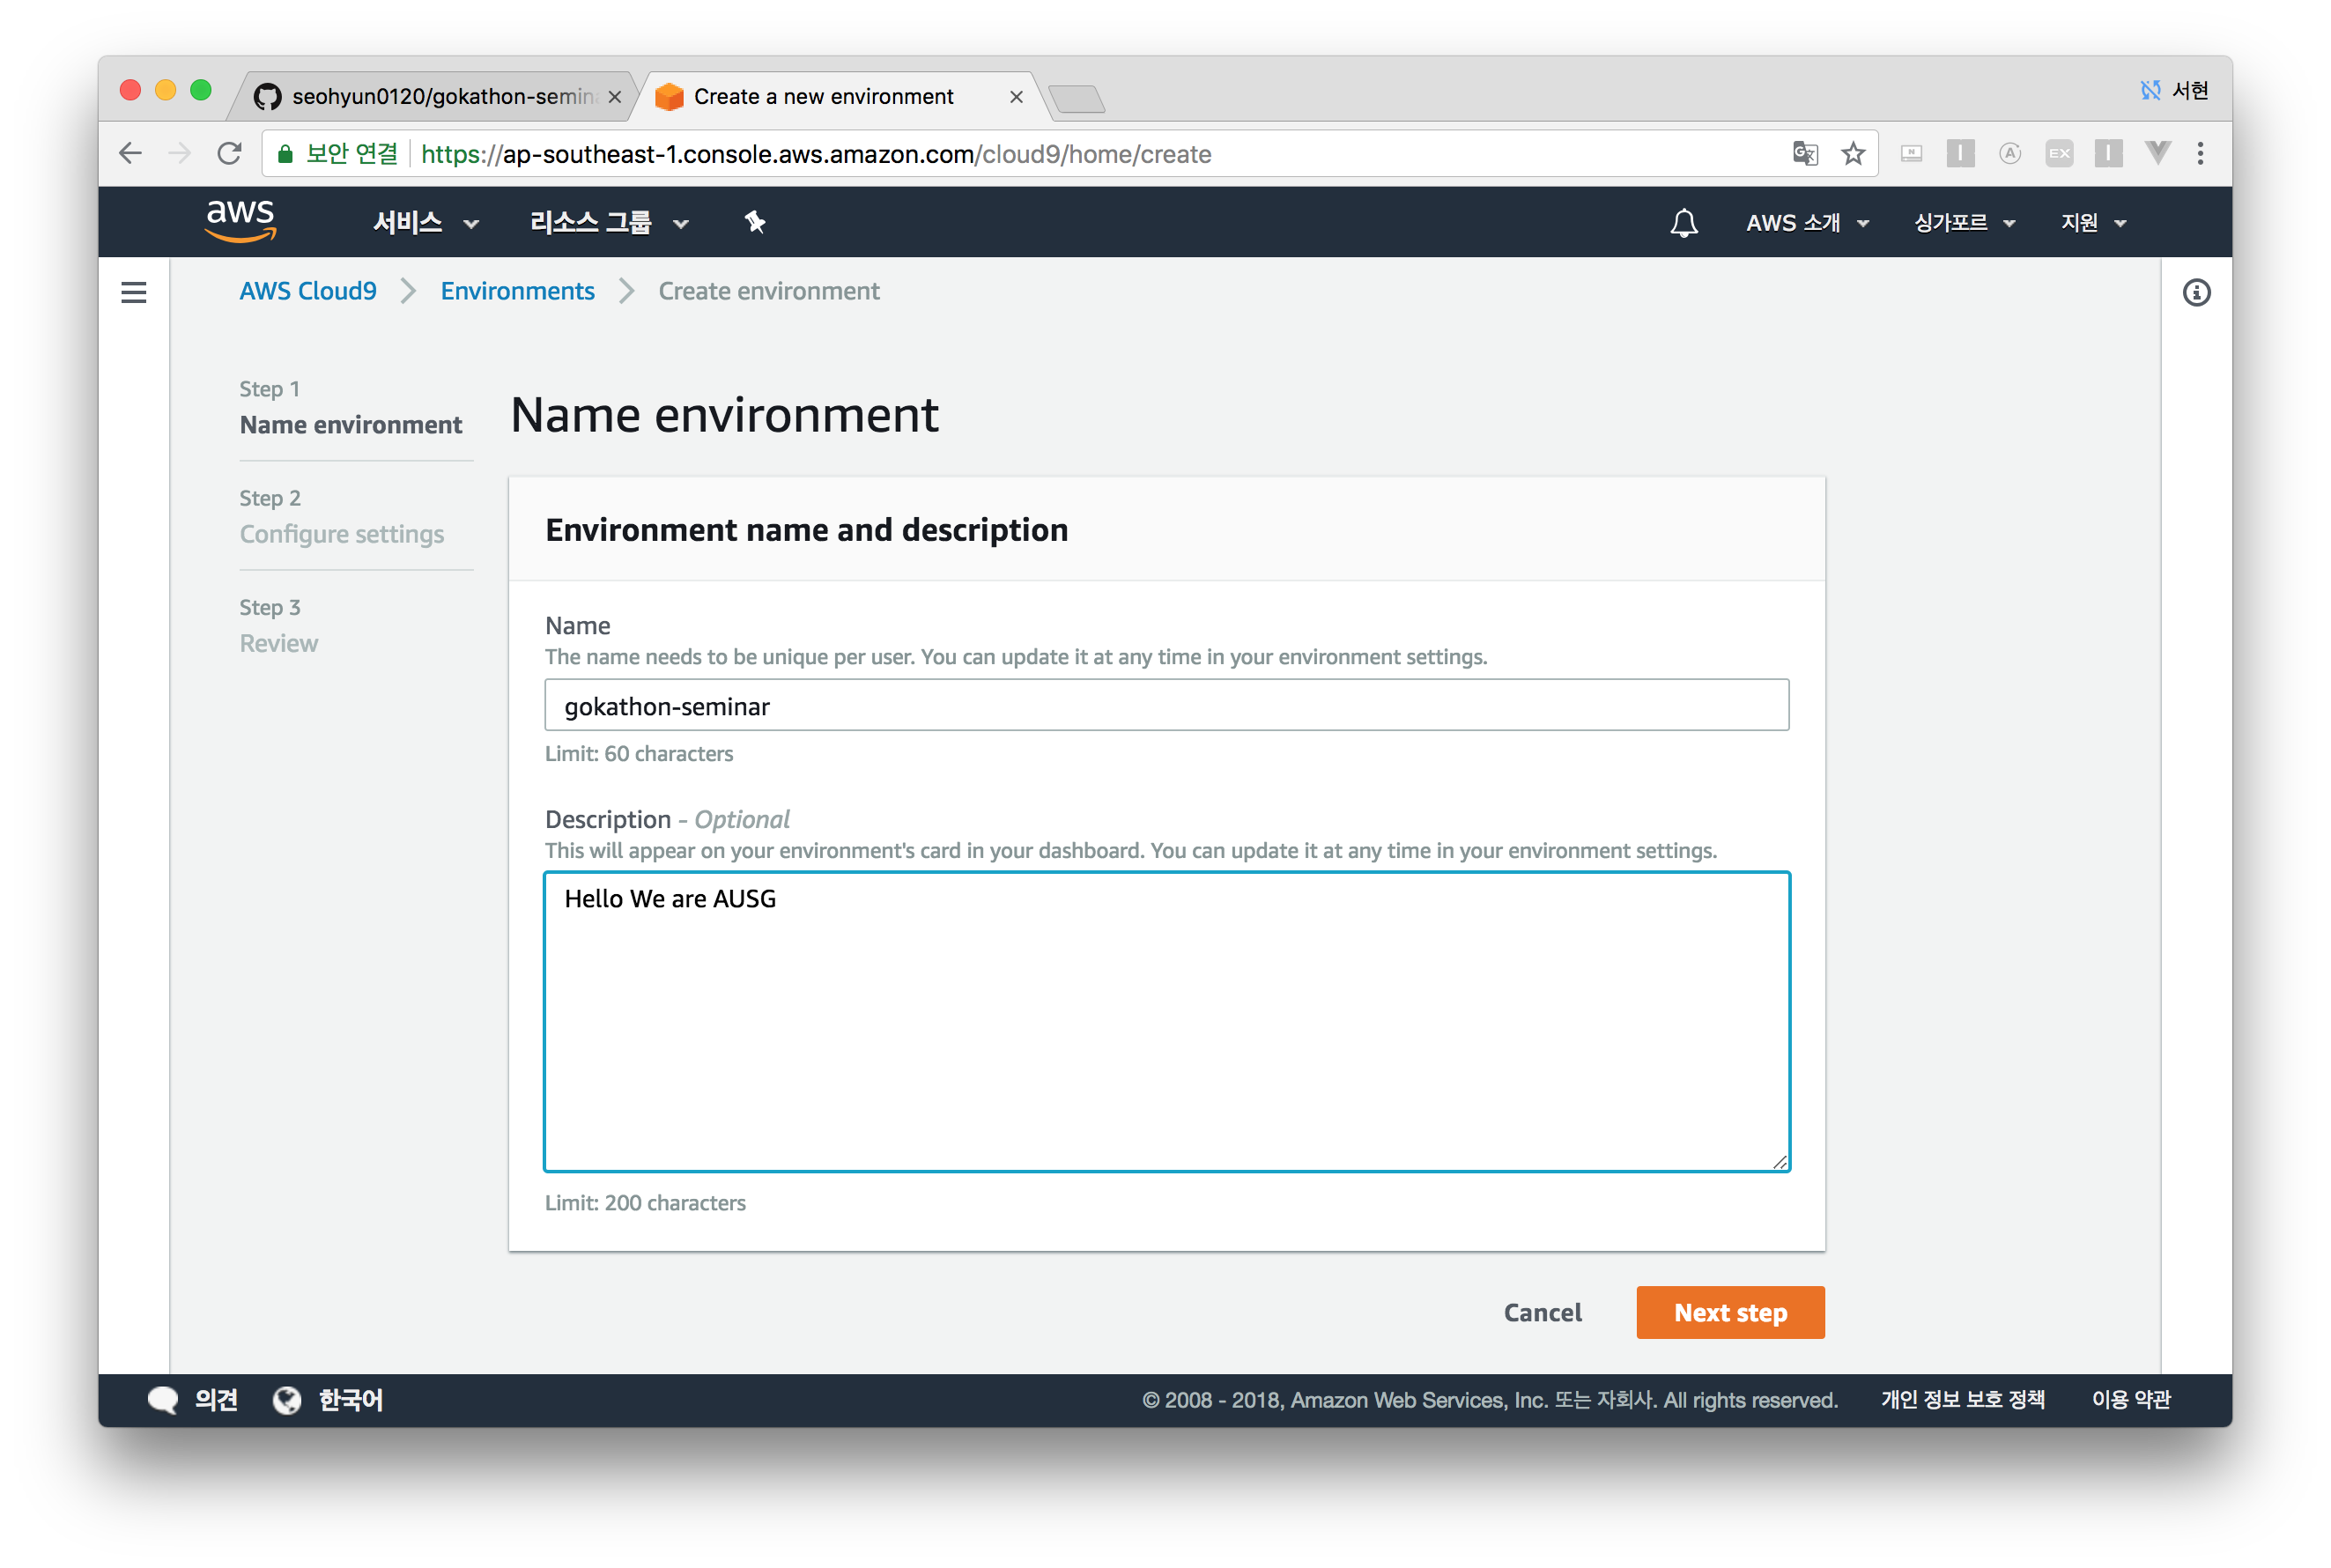 seohyun0120/gokathon-semin
Create a new environment
서현
보안 연결 https://ap-southeast-1.console.aws.amazon.com/cloud9/home/create
aws 서비스 리소스 그룹 AWS 소개 싱가포르 지원
AWS Cloud9 Environments Create environment
Step 1
Name environment
Step 2
Configure settings
Step 3
Review
Name environment
Environment name and description
Name
The name needs to be unique per user. You can update it at any time in your environment settings.
gokathon-seminar
Limit: 60 characters
Description - Optional
This will appear on your environment's card in your dashboard. You can update it at any time in your environment settings.
Hello We are AUSG
Limit: 200 characters
Cancel Next step
의견 한국어 © 2008 - 2018, Amazon Web Services, Inc. 또는 자회사. All rights reserved. 개인 정보 보호 정책 이용 약관